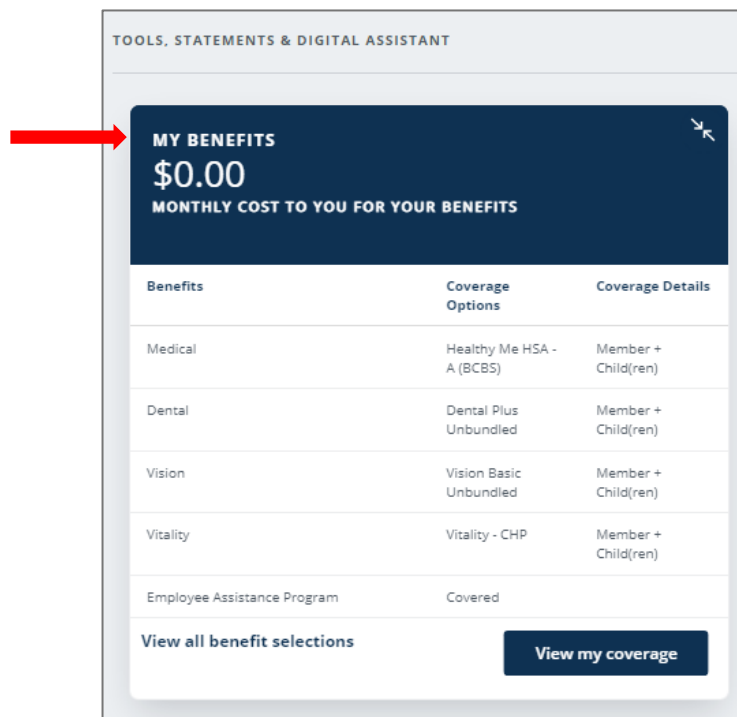 TOOLS, STATEMENTS & DIGITAL ASSISTANT
MY BENEFITS
$0.00
MONTHLY COST TO YOU FOR YOUR BENEFITS
Benefits Coverage Options Coverage Details
Medical Healthy Me HSA - A (BCBS) Member + Child(ren)
Dental Dental Plus Unbundled Member + Child(ren)
Vision Vision Basic Unbundled Member + Child(ren)
Vitality Vitality - CHP Member + Child(ren)
Employee Assistance Program Covered
View all benefit selections View my coverage